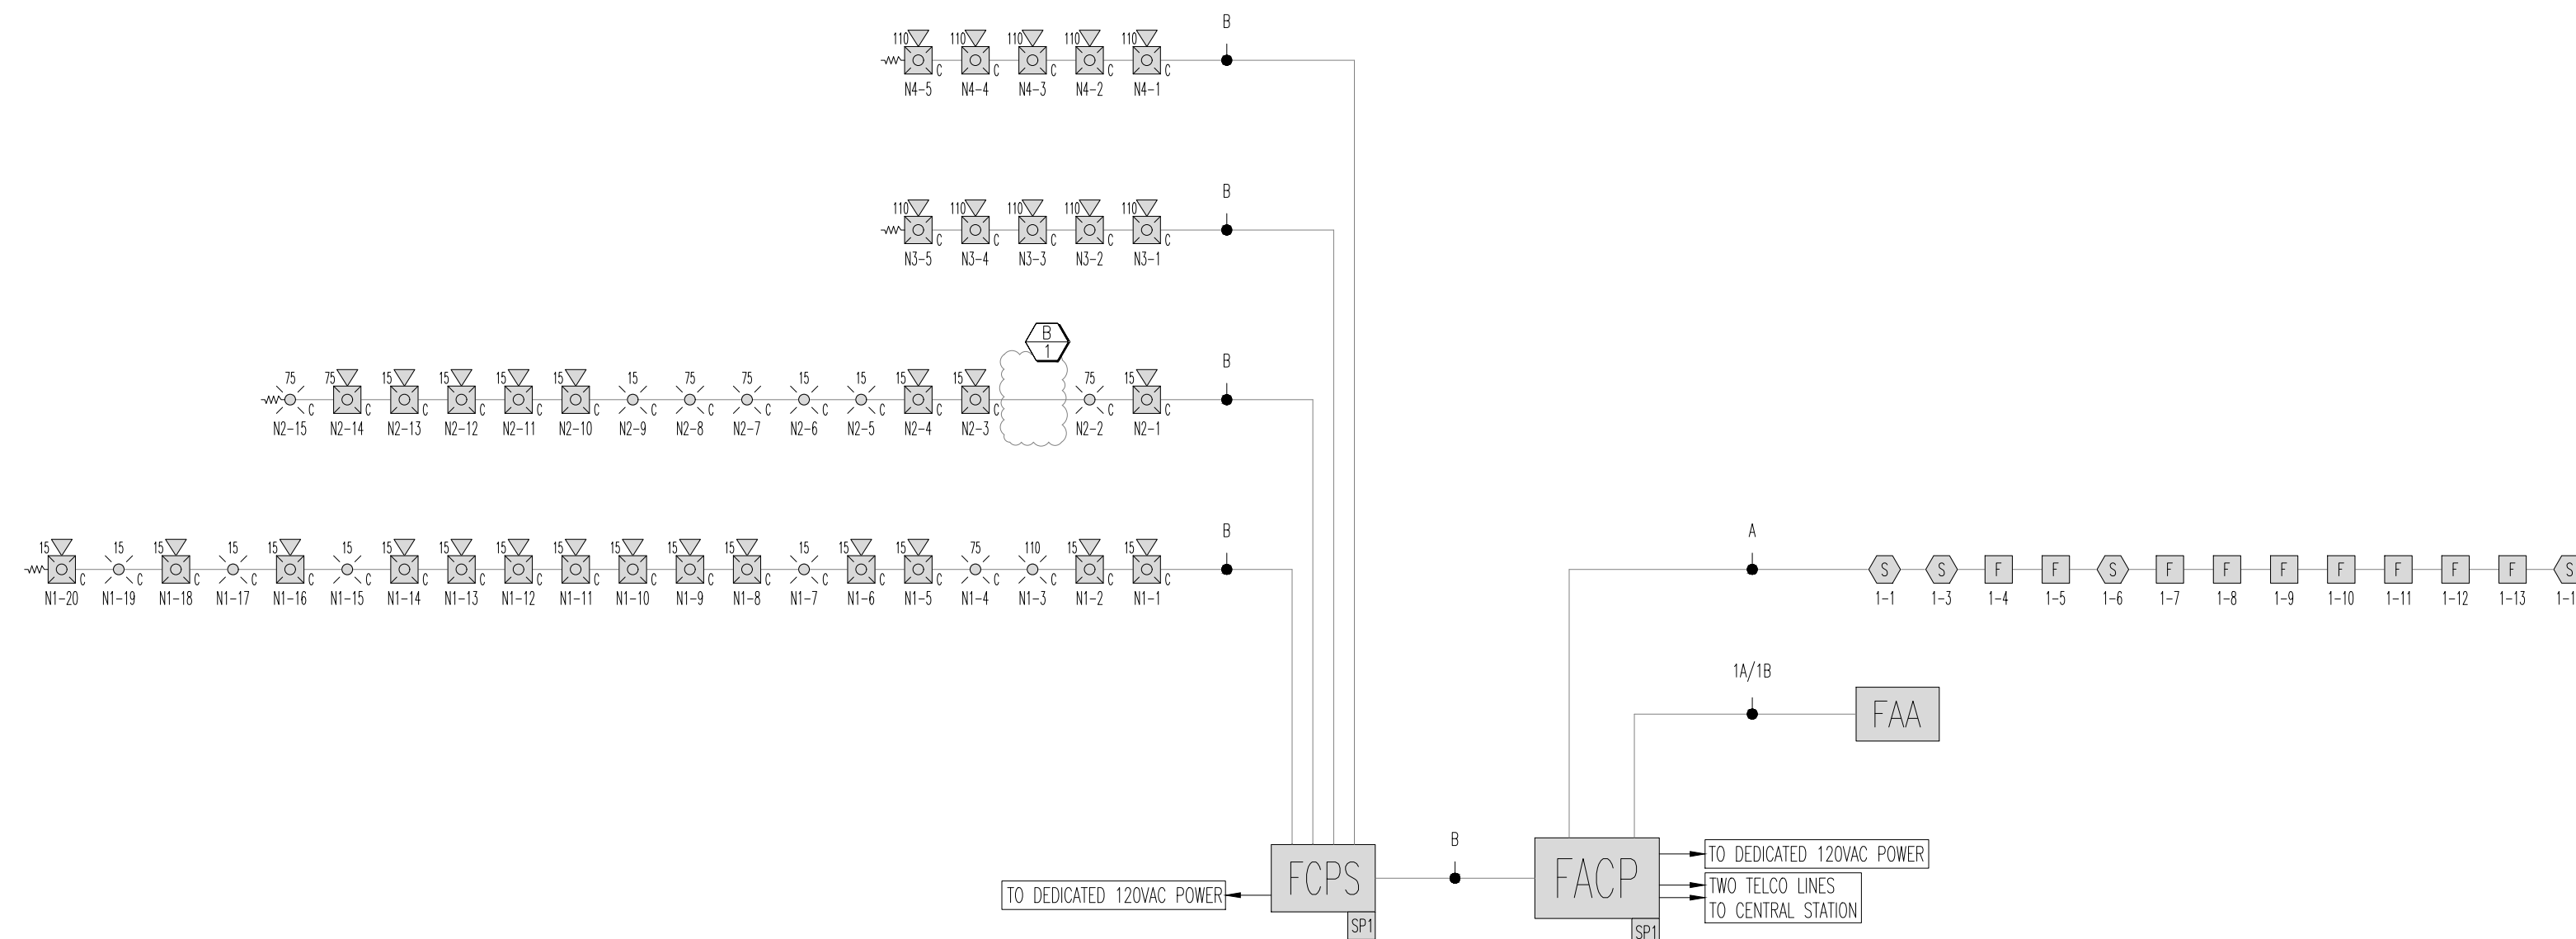 B
110 110 110 110 110
C C C C C
N4-5 N4-4 N4-3 N4-2 N4-1
B
110 110 110 110 110
C C C C C
N3-5 N3-4 N3-3 N3-2 N3-1
B
1
B
75 75 15 15 15 15 15 75 75 15 15 15 15 75 15
C C C C C C C C C C C C C C C
N2-15 N2-14 N2-13 N2-12 N2-11 N2-10 N2-9 N2-8 N2-7 N2-6 N2-5 N2-4 N2-3 N2-2 N2-1
B
A
15 15 15 15 15 15 15 15 15 15 15 15 15 15 15 15 75 110 15 15
S S F F S F F F F F F F S
C C C C C C C C C C C C C C C C C C C C
N1-20 N1-19 N1-18 N1-17 N1-16 N1-15 N1-14 N1-13 N1-12 N1-11 N1-10 N1-9 N1-8 N1-7 N1-6 N1-5 N1-4 N1-3 N1-2 N1-1
1-1 1-3 1-4 1-5 1-6 1-7 1-8 1-9 1-10 1-11 1-12 1-13
1A/1B
FAA
B
FCPS
FACP
TO DEDICATED 120VAC POWER
TO DEDICATED 120VAC POWER
TWO TELCO LINES
TO CENTRAL STATION
SP1
SP1